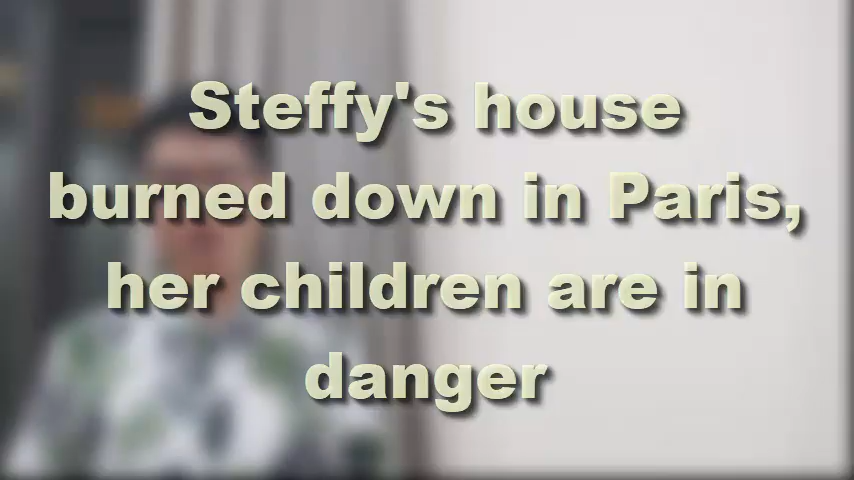 Steffy's house
burned down in Paris,
her children are in
danger